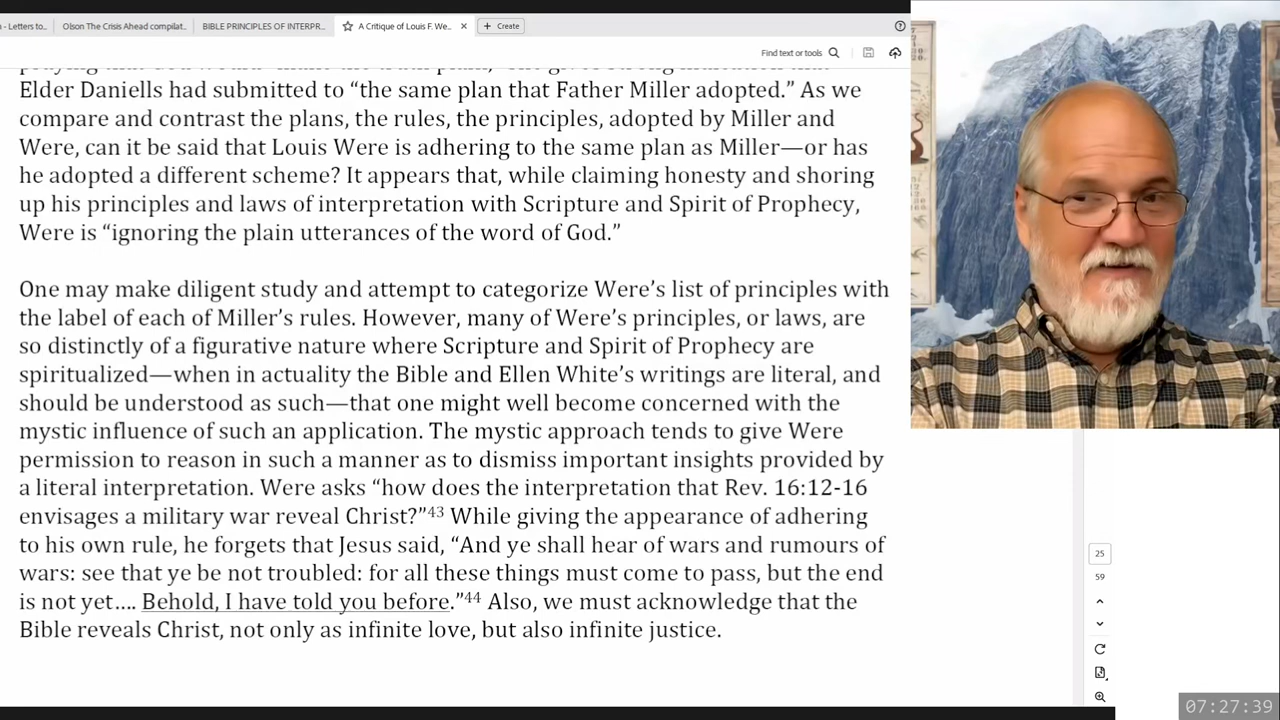 - Letters to..
Olson The Crisis Ahead compilat..
BIBLE PRINCIPLES OF INTERPR..
A Critique of Louis F. We...
Create
Find text or tools
Elder Daniells had submitted to “the same plan that Father Miller adopted.” As we
compare and contrast the plans, the rules, the principles, adopted by Miller and
Were, can it be said that Louis Were is adhering to the same plan as Miller—or has
he adopted a different scheme? It appears that, while claiming honesty and shoring
up his principles and laws of interpretation with Scripture and Spirit of Prophecy,
Were is “ignoring the plain utterances of the word of God.”
One may make diligent study and attempt to categorize Were’s list of principles with
the label of each of Miller’s rules. However, many of Were’s principles, or laws, are
so distinctly of a figurative nature where Scripture and Spirit of Prophecy are
spiritualized—when in actuality the Bible and Ellen White’s writings are literal, and
should be understood as such—that one might well become concerned with the
mystic influence of such an application. The mystic approach tends to give Were
permission to reason in such a manner as to dismiss important insights provided by
a literal interpretation. Were asks “how does the interpretation that Rev. 16:12-16
envisages a military war reveal Christ?”43 While giving the appearance of adhering
to his own rule, he forgets that Jesus said, “And ye shall hear of wars and rumours of
wars: see that ye be not troubled: for all these things must come to pass, but the end
is not yet…. Behold, I have told you before.”44 Also, we must acknowledge that the
Bible reveals Christ, not only as infinite love, but also infinite justice.
25
59
07:27:39